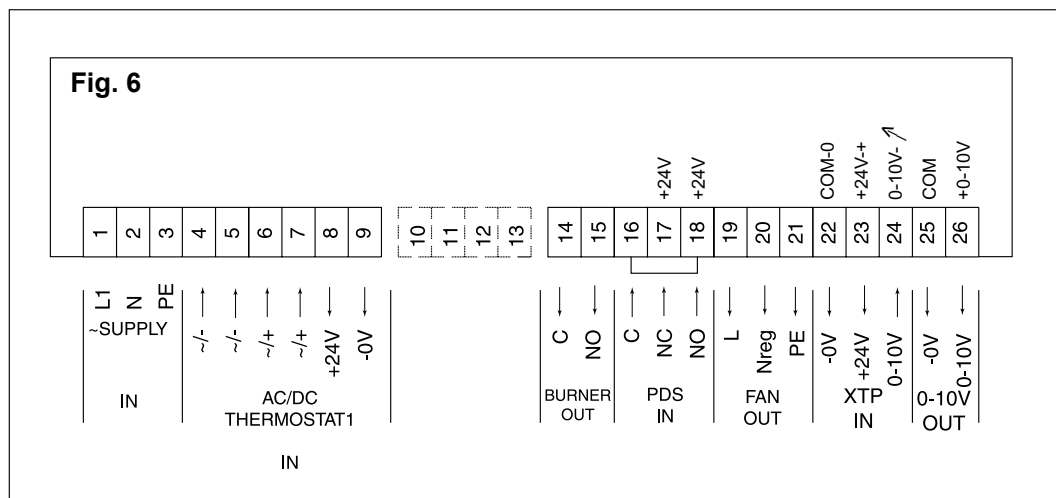 Fig. 6
COM-0 +24V-+ 0-10V- COM +0-10V
+24V +24V
1 2 3 4 5 6 7 8 9 10 11 12 13 14 15 16 17 18 19 20 21 22 23 24 25 26
L1 N PE ~/- ~/- ~/+ ~/+ +24V -0V C NO C NC NO L Nreg PE -0V +24V 0-10V -0V 0-10V
~SUPPLY
IN
AC/DC
THERMOSTAT1
IN
BURNER
OUT
PDS
IN
FAN
OUT
XTP
IN
0-10V
OUT